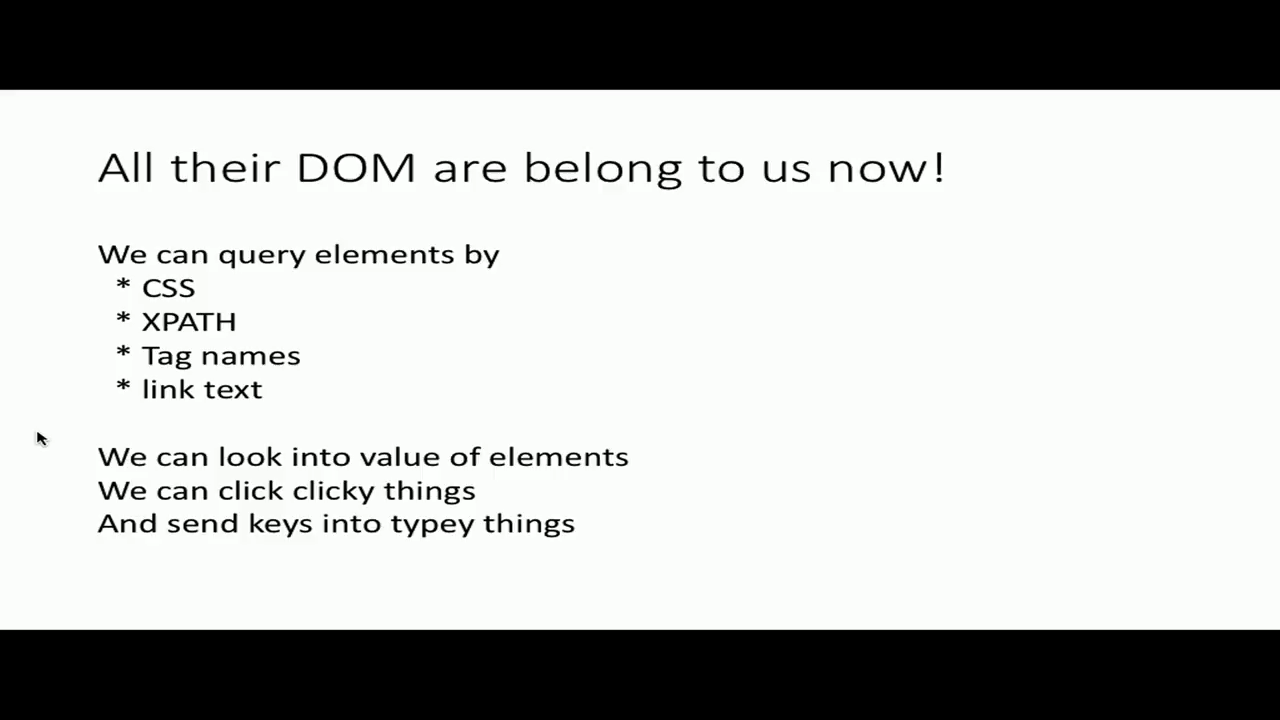 All their DOM are belong to us now!
We can query elements by
* CSS
* XPATH
* Tag names
* link text
We can look into value of elements
We can click clicky things
And send keys into typey things